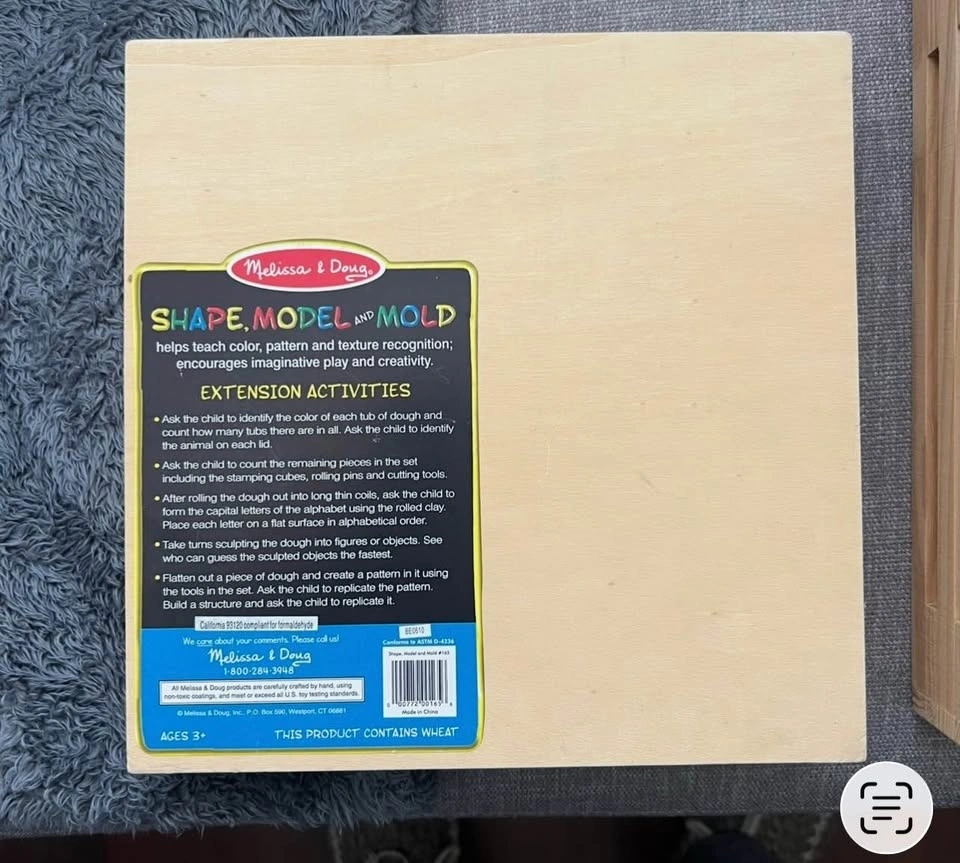 Melissa & Doug®
SHAPE, MODEL AND MOLD
helps teach color, pattern and texture recognition;
encourages imaginative play and creativity.
EXTENSION ACTIVITIES
• Ask the child to identify the color of each tub of dough and
count how many tubs there are in all. Ask the child to identify
the animal on each lid.
• Ask the child to count the remaining pieces in the set
including the stamping cubes, rolling pins and cutting tools.
• After rolling the dough out into long thin coils, ask the child to
form the capital letters of the alphabet using the rolled clay.
Place each letter on a flat surface in alphabetical order.
• Take turns sculpting the dough into figures or objects. See
who can guess the sculpted objects the fastest.
• Flatten out a piece of dough and create a pattern in it using
the tools in the set. Ask the child to replicate the pattern.
Build a structure and ask the child to replicate it.
California 93120 compliant for formaldehyde
We care about your comments. Please call us!
Melissa & Doug
1-800-284-3948
All Melissa & Doug products are carefully crafted by hand, using
non-toxic coatings, and meet or exceed all U.S. toy testing standards.
© Melissa & Doug, Inc., P.O. Box 590, Westport, CT 06881
BE0610
Conforms to ASTM D-4236
Shape, Model and Mold #165
0 00772 00165 8
Made in China
AGES 3+
THIS PRODUCT CONTAINS WHEAT